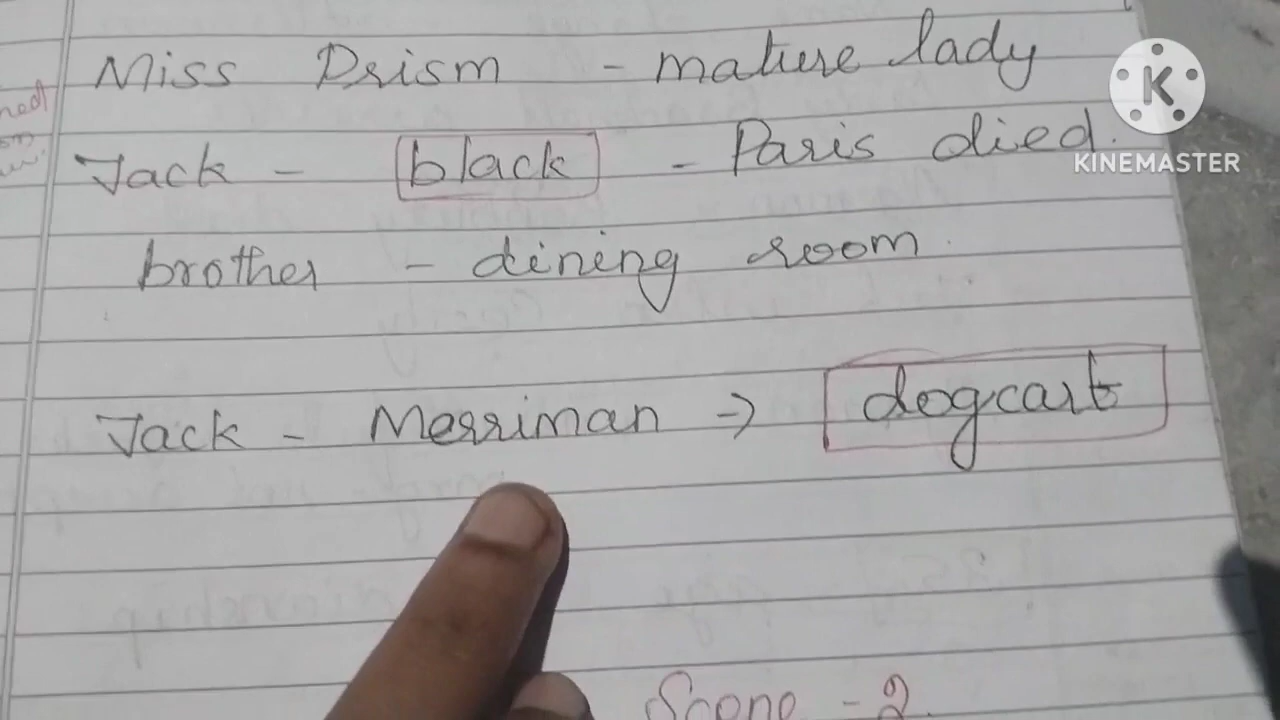 Miss Prism - mature lady
Jack - black - Paris died.
brother - dining room.
Jack - Merriman → dogcart
Scene - 2.
K
KINEMASTER